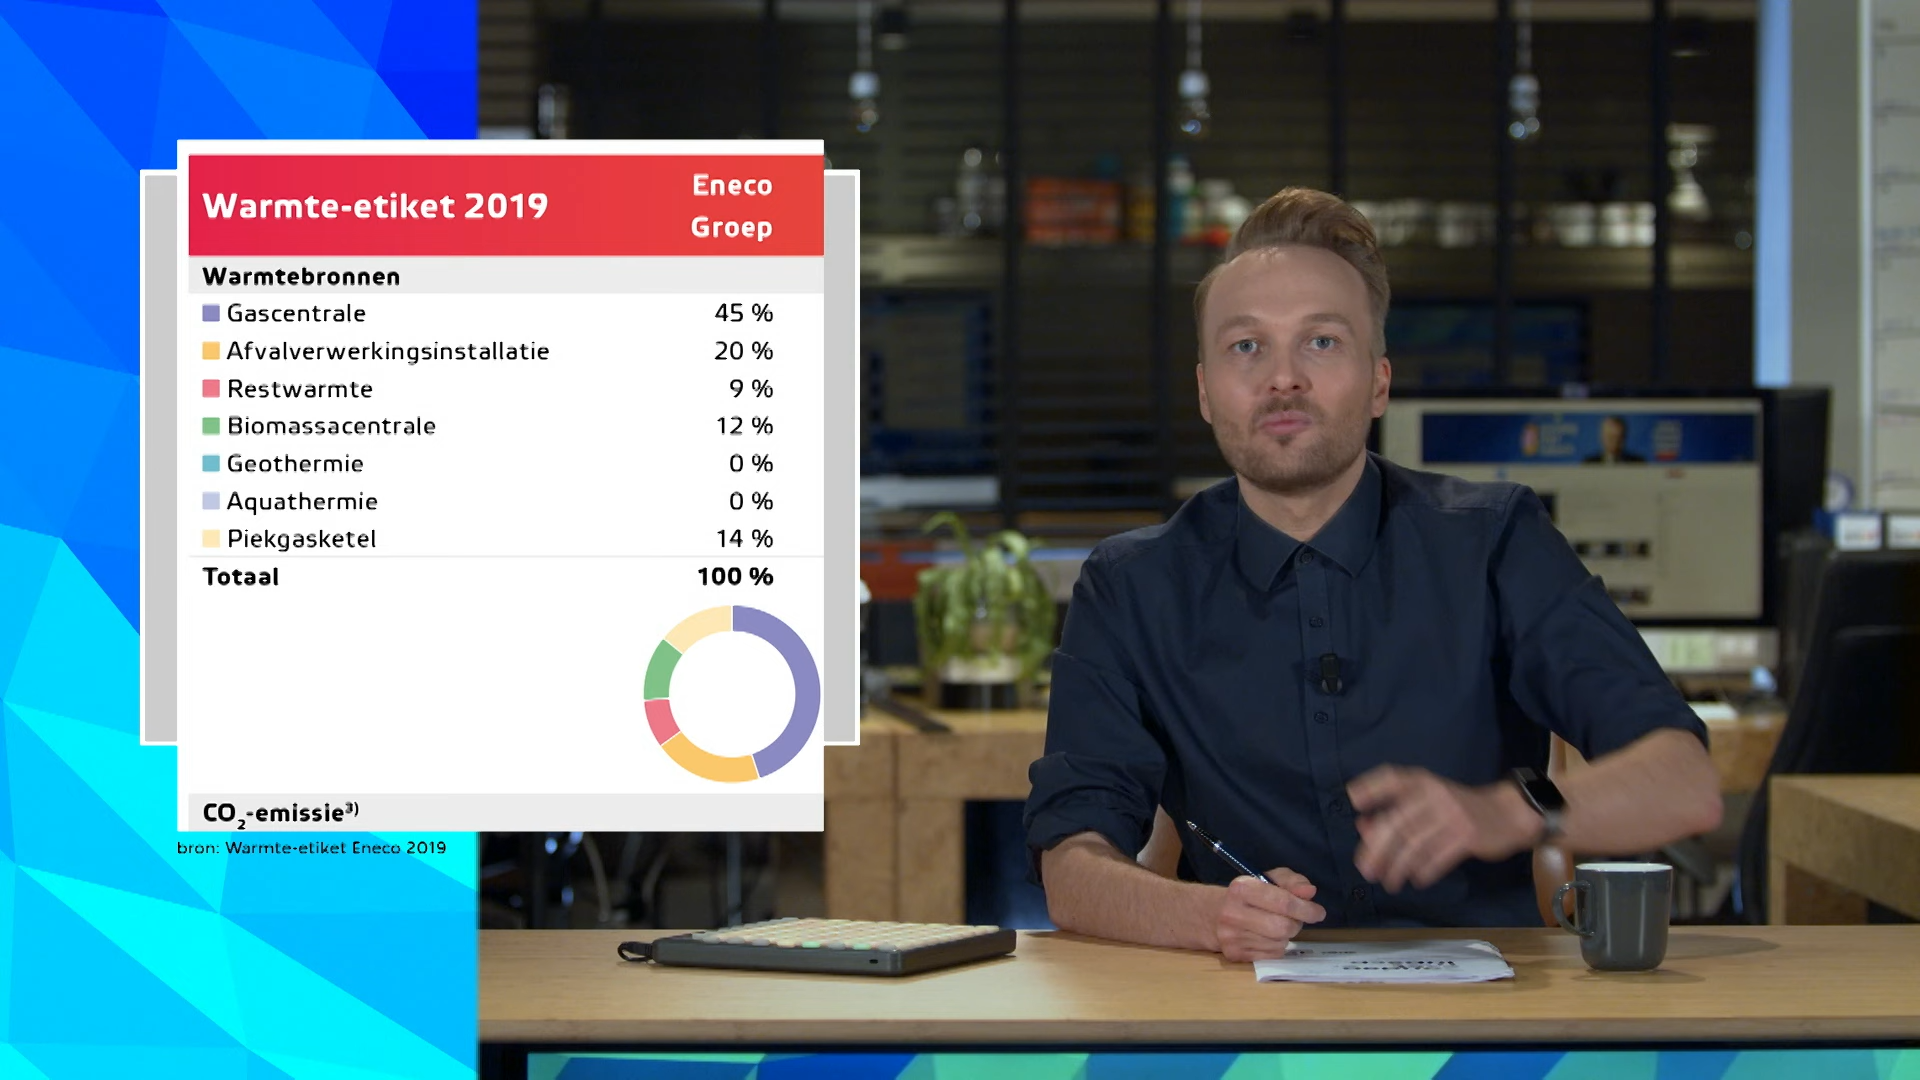 Warmte-etiket 2019
Eneco
Groep
Warmtebronnen
Gascentrale 45 %
Afvalverwerkingsinstallatie 20 %
Restwarmte 9 %
Biomassacentrale 12 %
Geothermie 0 %
Aquathermie 0 %
Piekgasketel 14 %
Totaal 100 %
CO₂-emissie³⁾
bron: Warmte-etiket Eneco 2019